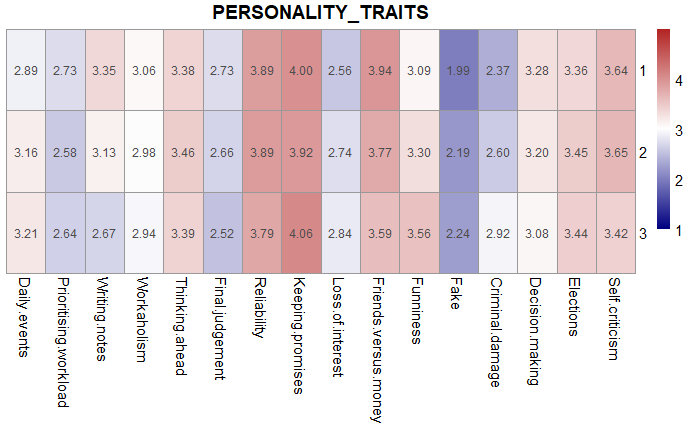 PERSONALITY_TRAITS
2.89 2.73 3.35 3.06 3.38 2.73 3.89 4.00 2.56 3.94 3.09 1.99 2.37 3.28 3.36 3.64 1
3.16 2.58 3.13 2.98 3.46 2.66 3.89 3.92 2.74 3.77 3.30 2.19 2.60 3.20 3.45 3.65 2
3.21 2.64 2.67 2.94 3.39 2.52 3.79 4.06 2.84 3.59 3.56 2.24 2.92 3.08 3.44 3.42 3
Daily.events
Prioritising.workload
Writing.notes
Workaholism
Thinking.ahead
Final.judgement
Reliability
Keeping.promises
Loss.of.interest
Friends.versus.money
Funniness
Fake
Criminal.damage
Decision.making
Elections
Self.criticism
4
3
2
1